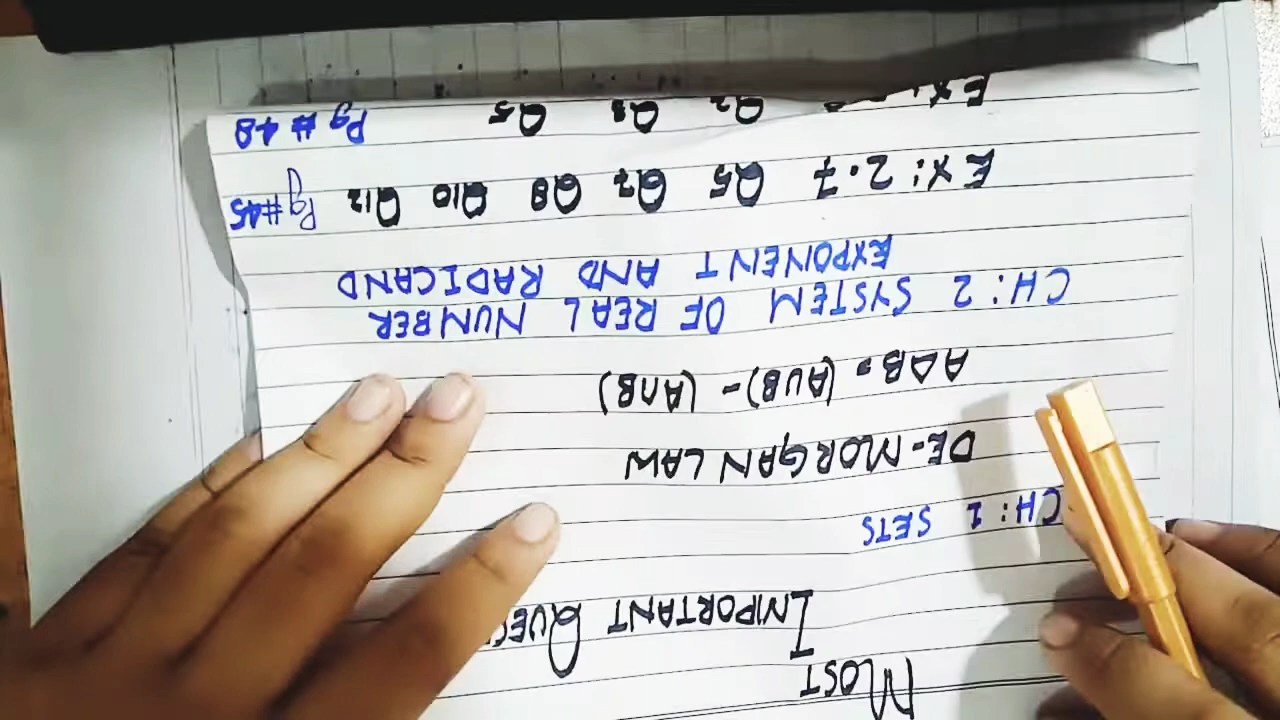 MOST
IMPORTANT
CH: 1 SETS
DE-MORGAN LAW
A∆B = (A∪B) - (A∩B)
CH: 2 SYSTEM OF REAL NUMBER
EXPONENT AND RADICAND
EX: 2.7 Q5 Q7 Q8 Q10 Q12 Pg #45
EX: Q2 Q3 Q5 Pg # 48